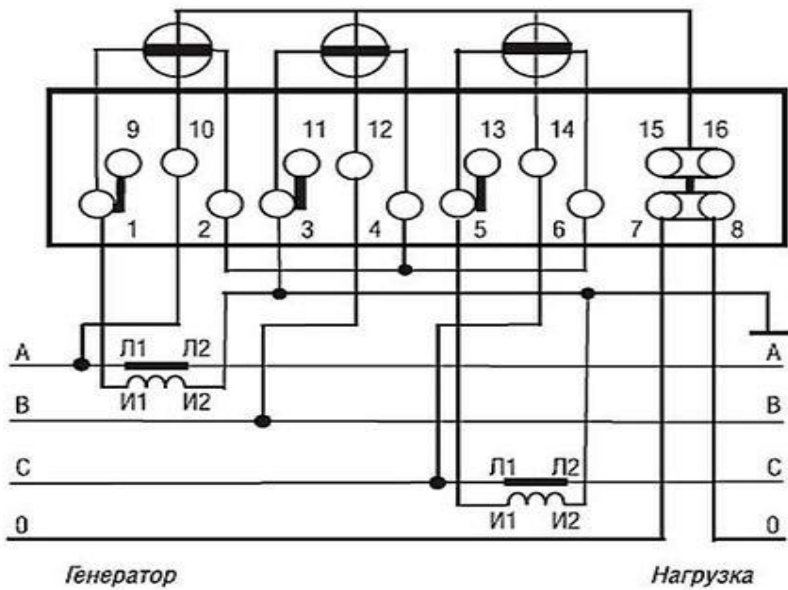 9 10 11 12 13 14 15 16
1 2 3 4 5 6 7 8
А Л1 Л2 А
И1 И2
В В
С Л1 Л2 С
И1 И2
0 0
Генератор Нагрузка